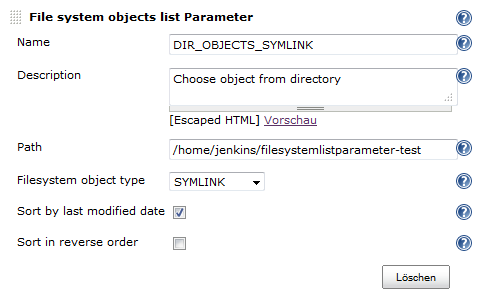 File system objects list Parameter
Name DIR_OBJECTS_SYMLINK
Description Choose object from directory
[Escaped HTML] Vorschau
Path /home/jenkins/filesystemlistparameter-test
Filesystem object type SYMLINK
Sort by last modified date
Sort in reverse order
Löschen